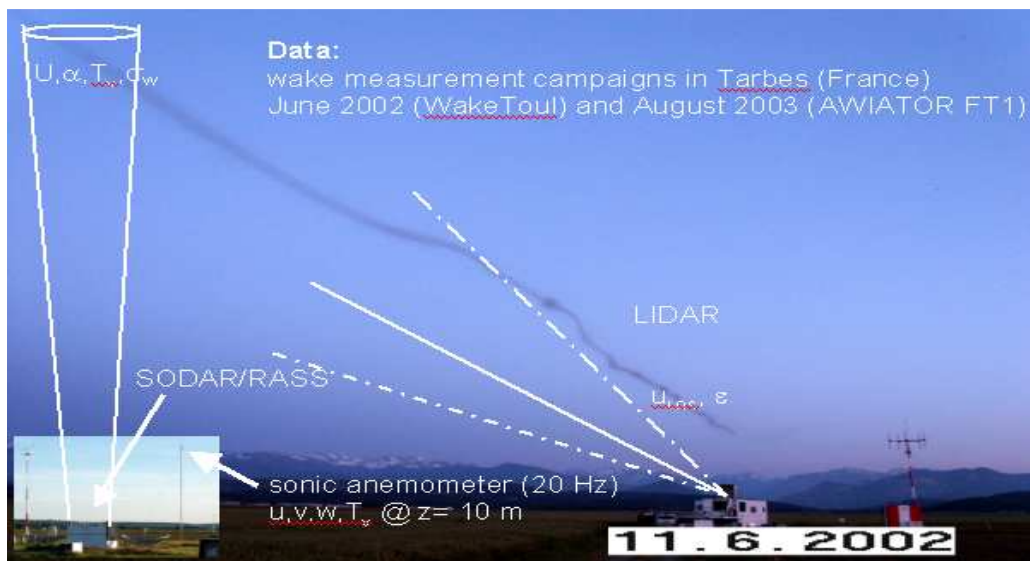 Data:
wake measurement campaigns in Tarbes (France)
June 2002 (WakeToul) and August 2003 (AWIATOR FT1)
U,α,T,σw
LIDAR
SODAR/RASS
ε
sonic anemometer (20 Hz)
u,v,w,T @ z= 10 m
11.6.2002